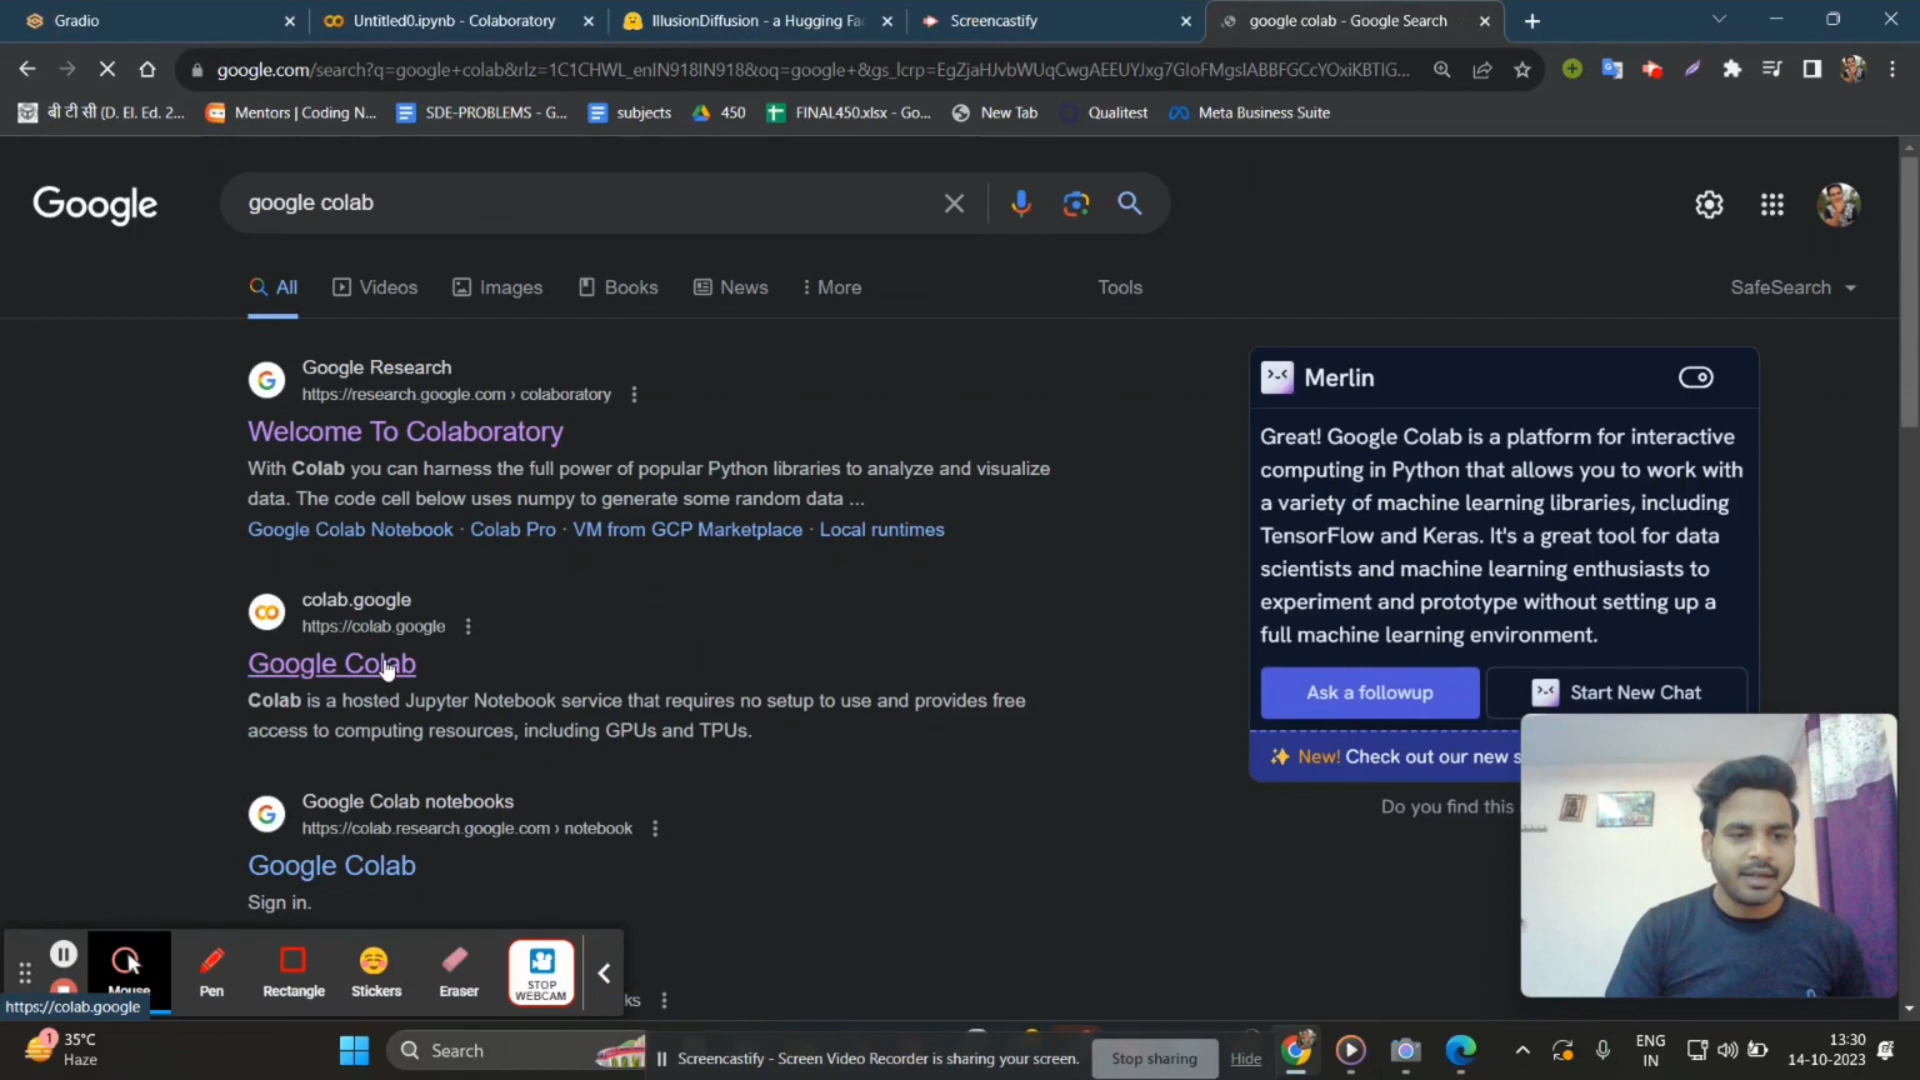 Gradio
Untitled0.ipynb - Colaboratory
IllusionDiffusion - a Hugging Fac
Screencastify
google colab - Google Search
google.com/search?q=google+colab&rlz=1C1CHWL_enIN918IN918&oq=google+&gs_lcrp=EgZjaHJvbWUqCwgAEEUYJxg7GIoFMgsIABBFGCcYOxiKBTIG...
बी टी सी (D. El. Ed. 2...
Mentors | Coding N...
SDE-PROBLEMS - G...
subjects
450
FINAL450.xlsx - Go...
New Tab
Qualitest
Meta Business Suite
Google
google colab
All
Videos
Images
Books
News
More
Tools
SafeSearch
Google Research
https://research.google.com › colaboratory
Welcome To Colaboratory
With Colab you can harness the full power of popular Python libraries to analyze and visualize
data. The code cell below uses numpy to generate some random data ...
Google Colab Notebook · Colab Pro · VM from GCP Marketplace · Local runtimes
colab.google
https://colab.google
Google Colab
Colab is a hosted Jupyter Notebook service that requires no setup to use and provides free
access to computing resources, including GPUs and TPUs.
Google Colab notebooks
https://colab.research.google.com › notebook
Google Colab
Sign in.
Merlin
Great! Google Colab is a platform for interactive
computing in Python that allows you to work with
a variety of machine learning libraries, including
TensorFlow and Keras. It's a great tool for data
scientists and machine learning enthusiasts to
experiment and prototype without setting up a
full machine learning environment.
Ask a followup
Start New Chat
New! Check out our new s
Do you find this
Mouse
Pen
Rectangle
Stickers
Eraser
STOP
WEBCAM
ks
https://colab.google
1
35°C
Haze
Search
Screencastify - Screen Video Recorder is sharing your screen.
Stop sharing
Hide
ENG
IN
13:30
14-10-2023